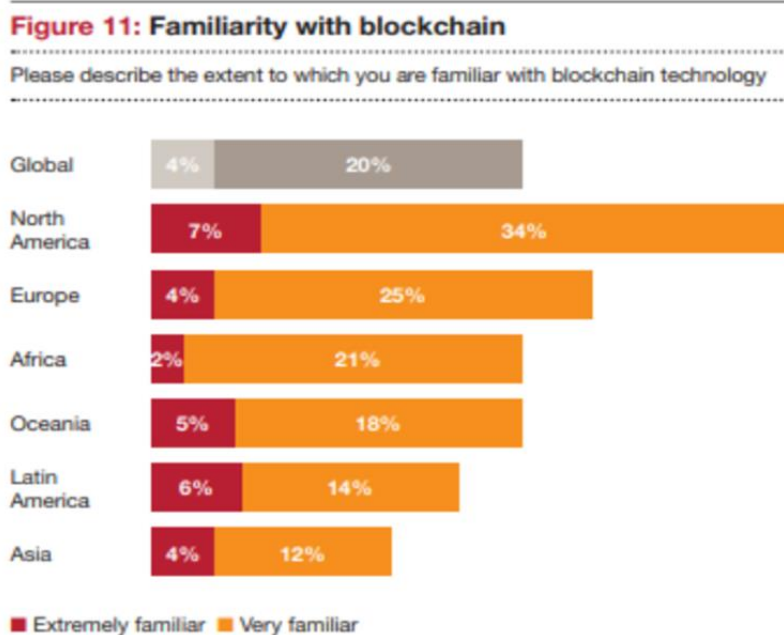 Figure 11: Familiarity with blockchain
Please describe the extent to which you are familiar with blockchain technology
Global 4% 20%
North
America 7% 34%
Europe 4% 25%
Africa 2% 21%
Oceania 5% 18%
Latin
America 6% 14%
Asia 4% 12%
Extremely familiar Very familiar